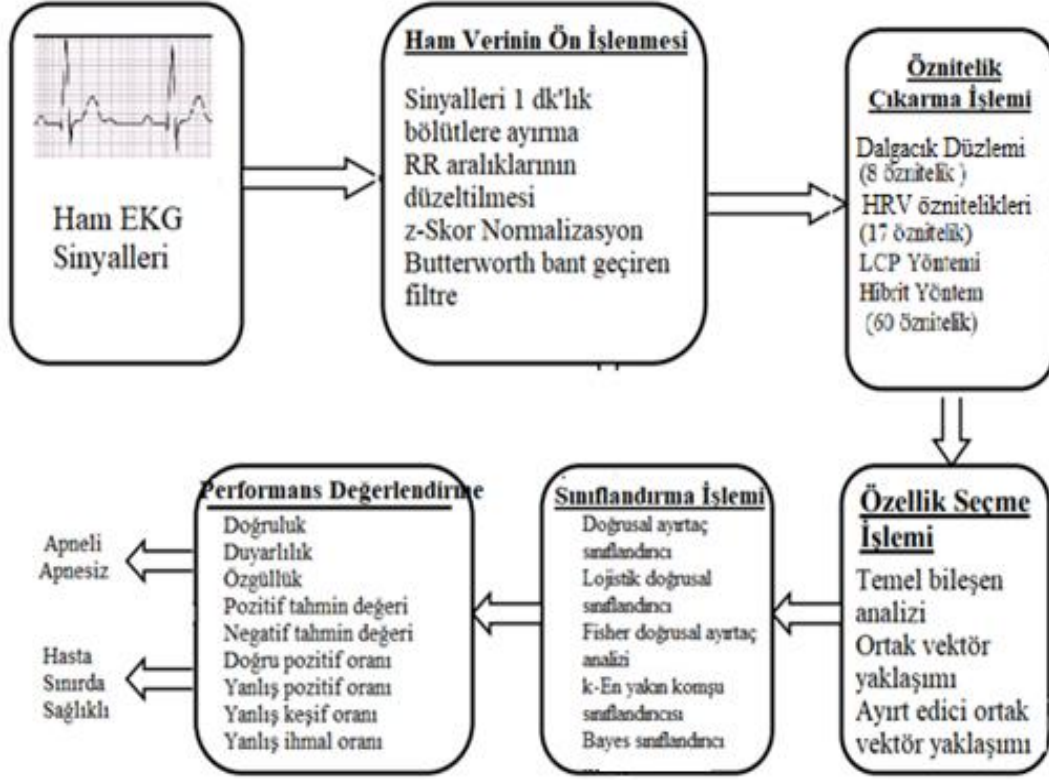 Ham EKG
Sinyalleri
Ham Verinin Ön İşlenmesi
Sinyalleri 1 dk'lık
bölütlere ayırma
RR aralıklarının
düzeltilmesi
z-Skor Normalizasyon
Butterworth bant geçiren
filtre
Öznitelik
Çıkarma İşlemi
Dalgacık Düzlemi
(8 öznitelik )
HRV öznitelikleri
(17 öznitelik)
LCP Yöntemi
Hibrit Yöntem
(60 öznitelik)
Özellik Seçme
İşlemi
Temel bileşen
analizi
Ortak vektör
yaklaşımı
Ayırt edici ortak
vektör yaklaşımı
Sınıflandırma İşlemi
Doğrusal ayırtaç
sınıflandırıcı
Lojistik doğrusal
sınıflandırıcı
Fisher doğrusal ayırtaç
analizi
k-En yakın komşu
sınıflandırıcısı
Bayes sınıflandırıcı
Performans Değerlendirme
Doğruluk
Duyarlılık
Özgüllük
Pozitif tahmin değeri
Negatif tahmin değeri
Doğru pozitif oranı
Yanlış pozitif oranı
Yanlış keşif oranı
Yanlış ihmal oranı
Apneli
Apnesiz
Hasta
Sınırda
Sağlıklı